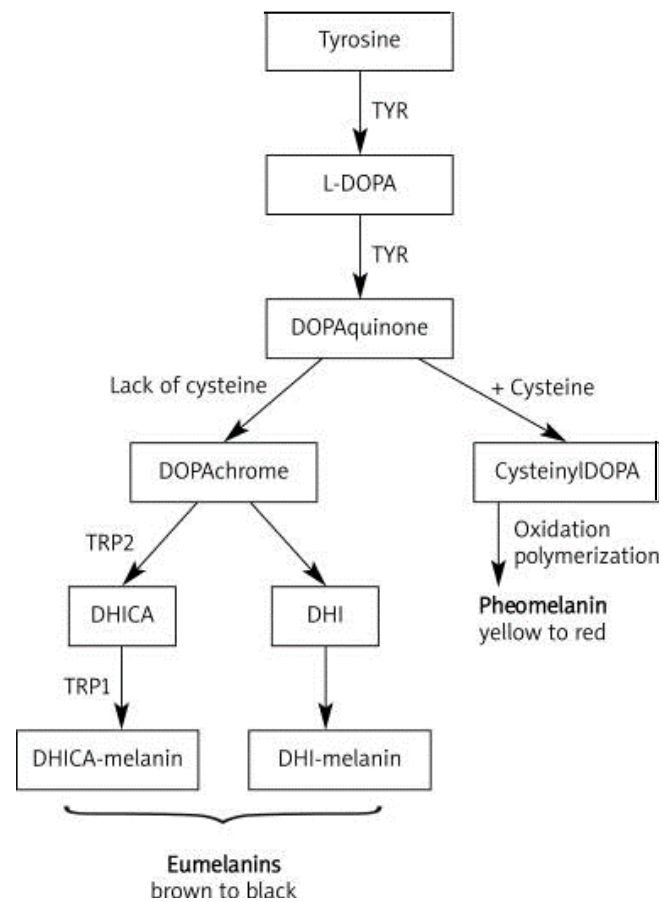 Tyrosine
TYR
L-DOPA
TYR
DOPAquinone
Lack of cysteine
+ Cysteine
DOPAchrome
CysteinylDOPA
TRP2
Oxidation
polymerization
DHICA
DHI
Pheomelanin
yellow to red
TRP1
DHICA-melanin
DHI-melanin
Eumelanins
brown to black